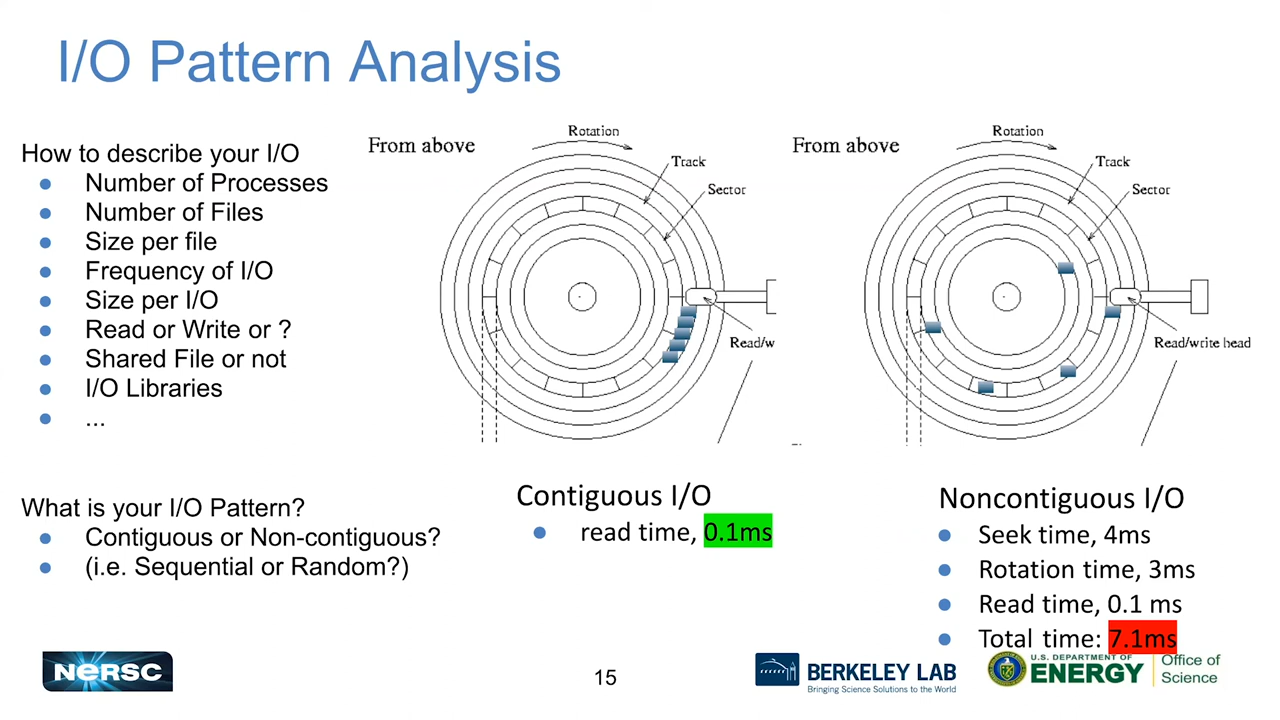 I/O Pattern Analysis
How to describe your I/O
● Number of Processes
● Number of Files
● Size per file
● Frequency of I/O
● Size per I/O
● Read or Write or ?
● Shared File or not
● I/O Libraries
● ...
What is your I/O Pattern?
● Contiguous or Non-contiguous?
● (i.e. Sequential or Random?)
From above
Rotation
Track
Sector
Read/w
Contiguous I/O
● read time, 0.1ms
From above
Rotation
Track
Sector
Read/write head
Noncontiguous I/O
● Seek time, 4ms
● Rotation time, 3ms
● Read time, 0.1 ms
● Total time: 7.1ms
NERSC
15
BERKELEY LAB
Bringing Science Solutions to the World
U.S. DEPARTMENT OF
ENERGY
Office of
Science